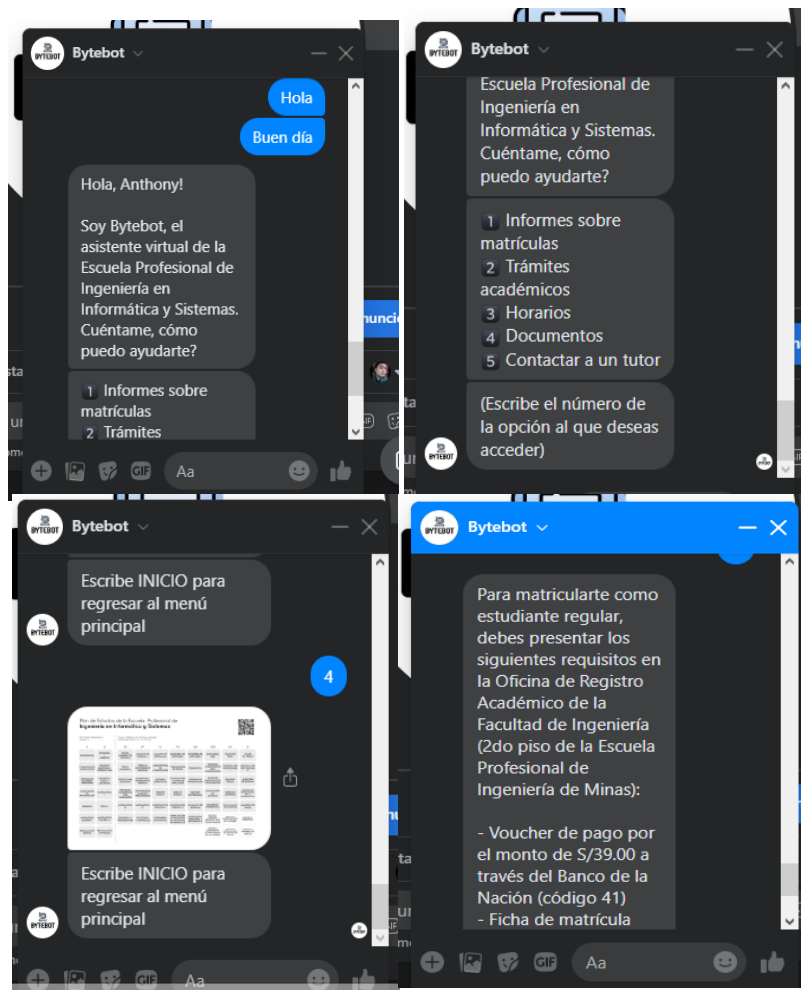 Bytebot
Hola
Buen día
Hola, Anthony!
Soy Bytebot, el
asistente virtual de la
Escuela Profesional de
Ingeniería en
Informática y Sistemas.
Cuéntame, cómo
puedo ayudarte?
1 Informes sobre
matrículas
2 Trámites
GIF
Aa
Bytebot
Escuela Profesional de
Ingeniería en
Informática y Sistemas.
Cuéntame, cómo
puedo ayudarte?
1 Informes sobre
matrículas
2 Trámites
académicos
3 Horarios
4 Documentos
5 Contactar a un tutor
(Escribe el número de
la opción al que deseas
acceder)
BYTEBOT
Bytebot
Escribe INICIO para
regresar al menú
principal
BYTEBOT
4
Plan de Estudios de la Escuela Profesional de
Ingeniería en Informática y Sistemas
Escribe INICIO para
regresar al menú
principal
BYTEBOT
GIF
Aa
Bytebot
Para matricularte como
estudiante regular,
debes presentar los
siguientes requisitos en
la Oficina de Registro
Académico de la
Facultad de Ingeniería
(2do piso de la Escuela
Profesional de
Ingeniería de Minas):
- Voucher de pago por
el monto de S/39.00 a
través del Banco de la
Nación (código 41)
- Ficha de matrícula
GIF
Aa